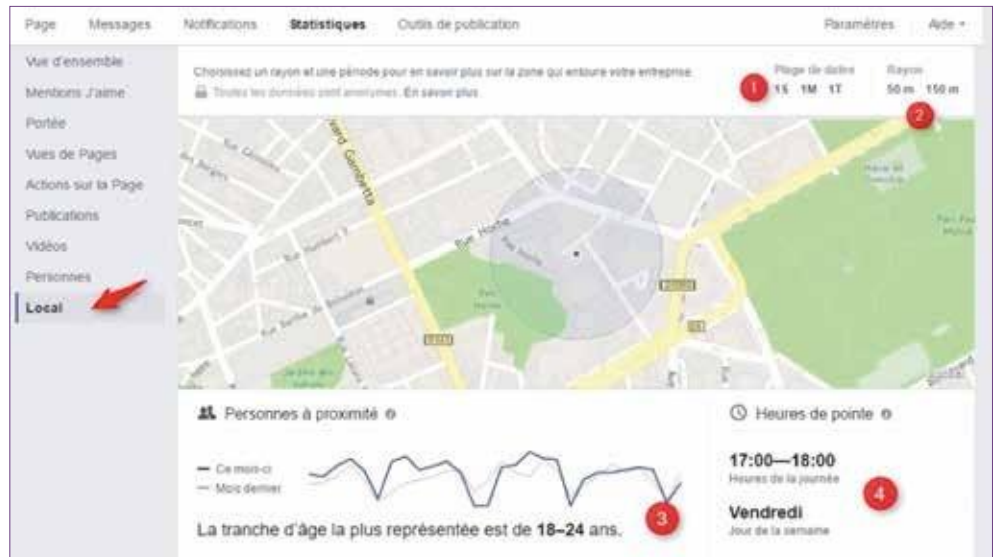 Page Messages Notifications Statistiques Outils de publication Paramètres Aide
Vue d'ensemble
Mentions J'aime
Portée
Vues de Pages
Actions sur la Page
Publications
Vidéos
Personnes
Local
Choisissez un rayon et une période pour en savoir plus sur la zone qui entoure votre entreprise.
Toutes les données sont anonymes. En savoir plus.
Plage de dates
1S 1M 1T
Rayon
50 m 150 m
1
2
Gambetta
Rue Humbert
Rue Hoche
Personnes à proximité
Ce mois-ci
Mois dernier
La tranche d'âge la plus représentée est de 18–24 ans.
3
Heures de pointe
17:00—18:00
Heures de la journée
Vendredi
Jour de la semaine
4